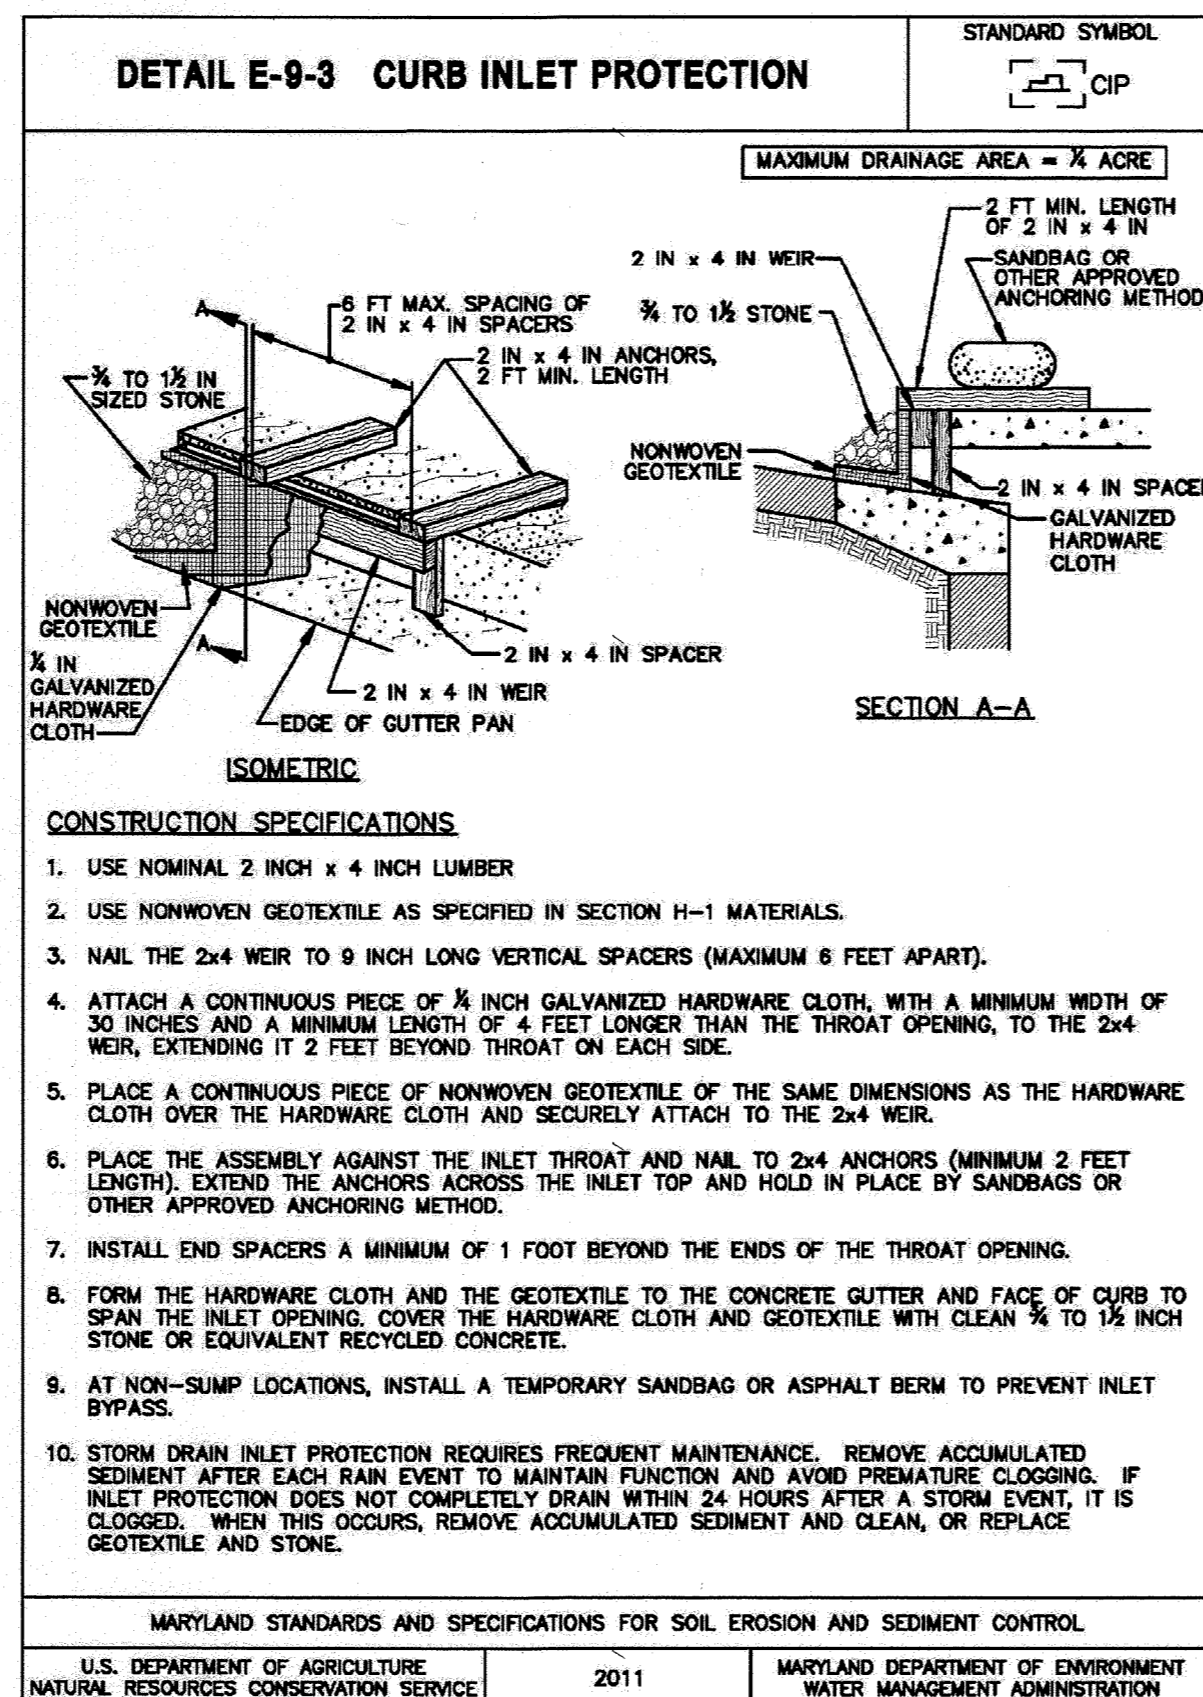 DETAIL E-9-3 CURB INLET PROTECTION
STANDARD SYMBOL
CIP
MAXIMUM DRAINAGE AREA = ¼ ACRE
6 FT MAX. SPACING OF
2 IN x 4 IN SPACERS
2 IN x 4 IN ANCHORS,
2 FT MIN. LENGTH
¾ TO 1½ IN
SIZED STONE
A
NONWOVEN
GEOTEXTILE
A
¼ IN
GALVANIZED
HARDWARE
CLOTH
2 IN x 4 IN SPACER
2 IN x 4 IN WEIR
EDGE OF GUTTER PAN
ISOMETRIC
2 FT MIN. LENGTH
OF 2 IN x 4 IN
2 IN x 4 IN WEIR
SANDBAG OR
OTHER APPROVED
ANCHORING METHOD
¾ TO 1½ STONE
NONWOVEN
GEOTEXTILE
2 IN x 4 IN SPACER
GALVANIZED
HARDWARE
CLOTH
SECTION A-A
CONSTRUCTION SPECIFICATIONS
1. USE NOMINAL 2 INCH x 4 INCH LUMBER
2. USE NONWOVEN GEOTEXTILE AS SPECIFIED IN SECTION H-1 MATERIALS.
3. NAIL THE 2x4 WEIR TO 9 INCH LONG VERTICAL SPACERS (MAXIMUM 6 FEET APART).
4. ATTACH A CONTINUOUS PIECE OF ¼ INCH GALVANIZED HARDWARE CLOTH, WITH A MINIMUM WIDTH OF
30 INCHES AND A MINIMUM LENGTH OF 4 FEET LONGER THAN THE THROAT OPENING, TO THE 2x4
WEIR, EXTENDING IT 2 FEET BEYOND THROAT ON EACH SIDE.
5. PLACE A CONTINUOUS PIECE OF NONWOVEN GEOTEXTILE OF THE SAME DIMENSIONS AS THE HARDWARE
CLOTH OVER THE HARDWARE CLOTH AND SECURELY ATTACH TO THE 2x4 WEIR.
6. PLACE THE ASSEMBLY AGAINST THE INLET THROAT AND NAIL TO 2x4 ANCHORS (MINIMUM 2 FEET
LENGTH). EXTEND THE ANCHORS ACROSS THE INLET TOP AND HOLD IN PLACE BY SANDBAGS OR
OTHER APPROVED ANCHORING METHOD.
7. INSTALL END SPACERS A MINIMUM OF 1 FOOT BEYOND THE ENDS OF THE THROAT OPENING.
8. FORM THE HARDWARE CLOTH AND THE GEOTEXTILE TO THE CONCRETE GUTTER AND FACE OF CURB TO
SPAN THE INLET OPENING. COVER THE HARDWARE CLOTH AND GEOTEXTILE WITH CLEAN ¾ TO 1½ INCH
STONE OR EQUIVALENT RECYCLED CONCRETE.
9. AT NON-SUMP LOCATIONS, INSTALL A TEMPORARY SANDBAG OR ASPHALT BERM TO PREVENT INLET
BYPASS.
10. STORM DRAIN INLET PROTECTION REQUIRES FREQUENT MAINTENANCE. REMOVE ACCUMULATED
SEDIMENT AFTER EACH RAIN EVENT TO MAINTAIN FUNCTION AND AVOID PREMATURE CLOGGING. IF
INLET PROTECTION DOES NOT COMPLETELY DRAIN WITHIN 24 HOURS AFTER A STORM EVENT, IT IS
CLOGGED. WHEN THIS OCCURS, REMOVE ACCUMULATED SEDIMENT AND CLEAN, OR REPLACE
GEOTEXTILE AND STONE.
MARYLAND STANDARDS AND SPECIFICATIONS FOR SOIL EROSION AND SEDIMENT CONTROL
U.S. DEPARTMENT OF AGRICULTURE
NATURAL RESOURCES CONSERVATION SERVICE
2011
MARYLAND DEPARTMENT OF ENVIRONMENT
WATER MANAGEMENT ADMINISTRATION